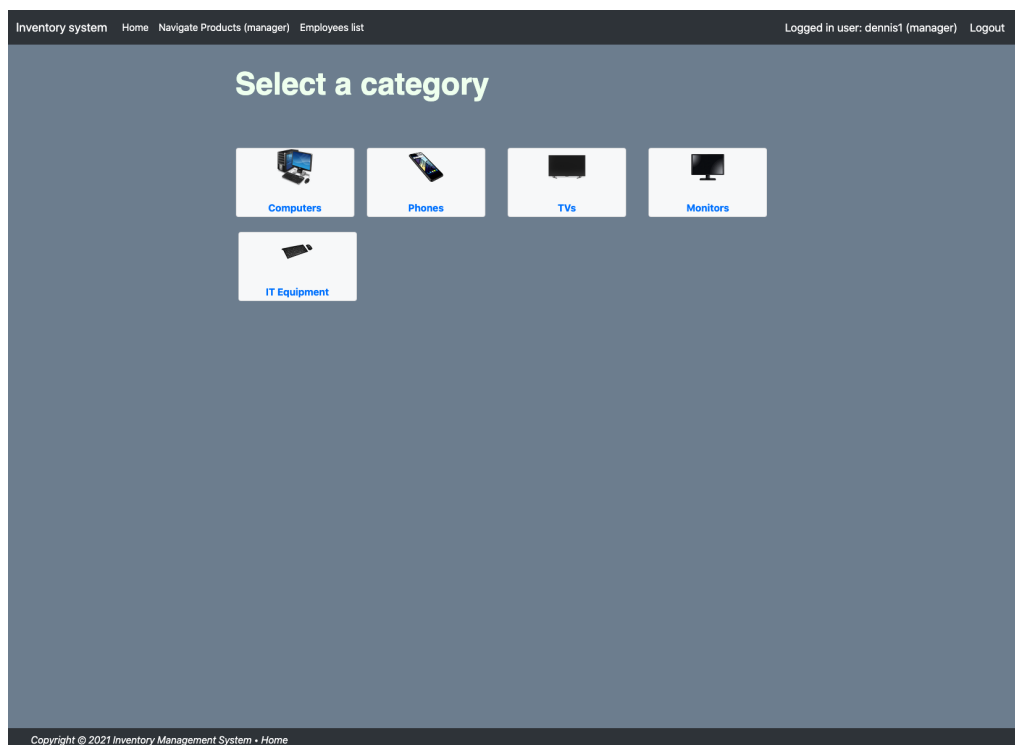 Inventory system Home Navigate Products (manager) Employees list Logged in user: dennis1 (manager) Logout
Select a category
Computers Phones TVs Monitors
IT Equipment
Copyright © 2021 Inventory Management System • Home